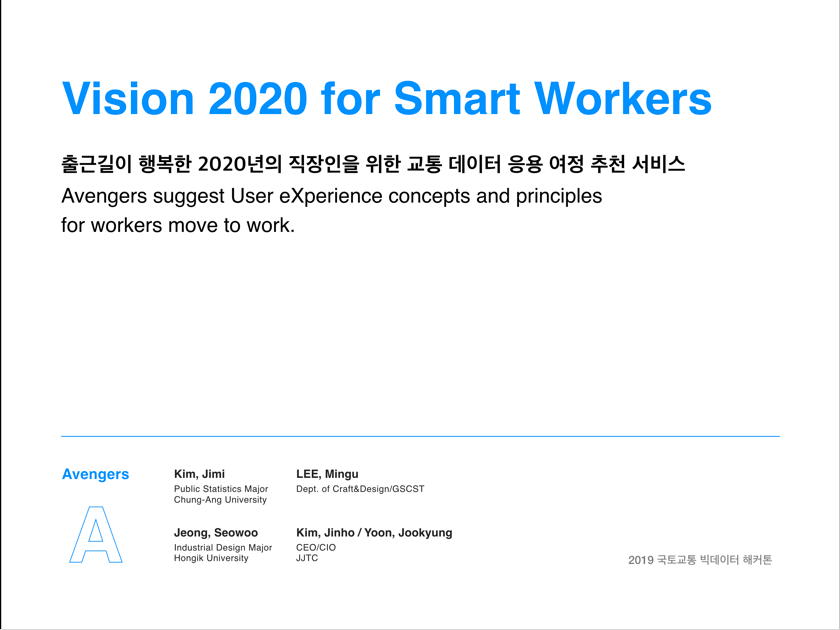 Vision 2020 for Smart Workers
출근길이 행복한 2020년의 직장인을 위한 교통 데이터 응용 여정 추천 서비스
Avengers suggest User eXperience concepts and principles
for workers move to work.
Avengers
A
Kim, Jimi
Public Statistics Major
Chung-Ang University
LEE, Mingu
Dept. of Craft&Design/GSCST
Jeong, Seowoo
Industrial Design Major
Hongik University
Kim, Jinho / Yoon, Jookyung
CEO/CIO
JJTC
2019 국토교통 빅데이터 해커톤